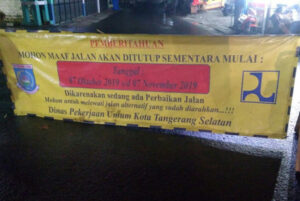 PEMBERITAHUAN
MOHON MAAF JALAN AKAN DITUTUP SEMENTARA MULAI :
Tanggal
07 Oktober 2019 s/d 07 November 2019
Dikarenakan sedang ada Perbaikan Jalan
Mohon untuk melewati jalan alternatif yang sudah diarahkan...!!!
Dinas Pekerjaan Umum Kota Tangerang Selatan